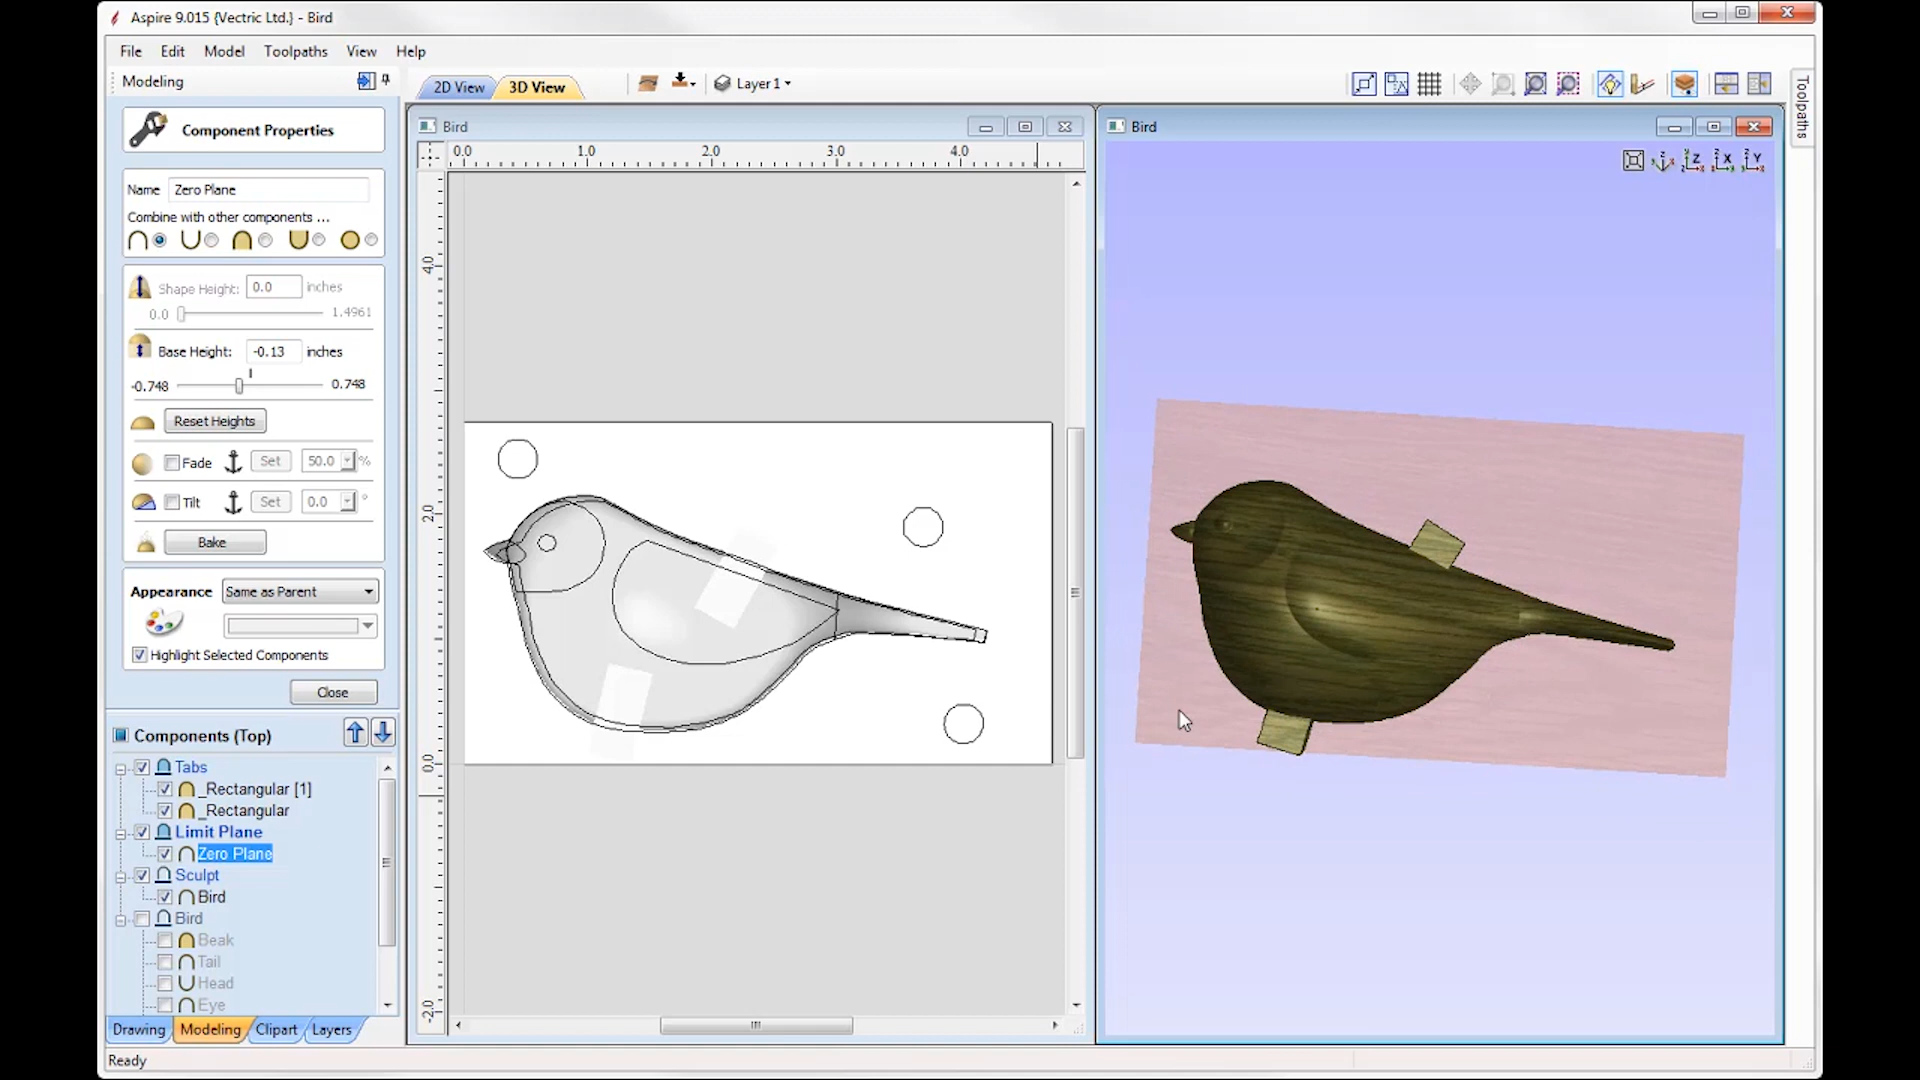 Aspire 9.015 {Vectric Ltd.} - Bird
File Edit Model Toolpaths View Help
Modeling
2D View 3D View Layer 1
Component Properties
Name Zero Plane
Combine with other components ...
Shape Height: 0.0 inches
0.0 1.4961
Base Height: -0.13 inches
-0.748 0.748
Reset Heights
Fade Set 50.0 %
Tilt Set 0.0 °
Bake
Appearance Same as Parent
Highlight Selected Components
Close
Components (Top)
Tabs
_Rectangular [1]
_Rectangular
Limit Plane
Zero Plane
Sculpt
Bird
Bird
Beak
Tail
Head
Eye
Drawing Modeling Clipart Layers
Ready
Bird
0.0 1.0 2.0 3.0 4.0
4.0
2.0
0.0
-2.0
Bird
Z X Y
Toolpaths